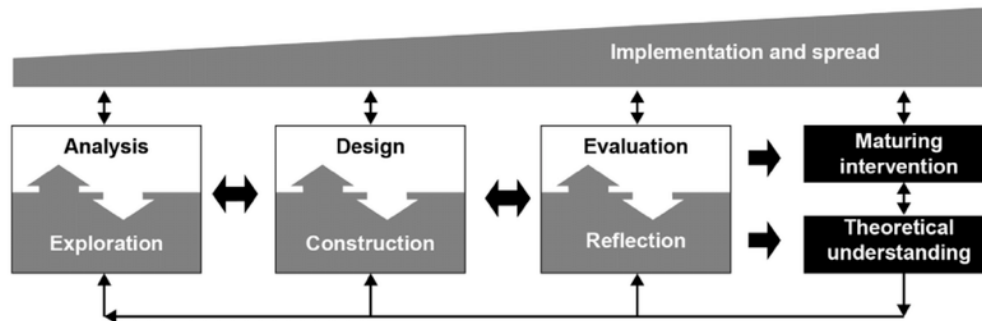 Implementation and spread
Analysis
Exploration
Design
Construction
Evaluation
Reflection
Maturing
intervention
Theoretical
understanding